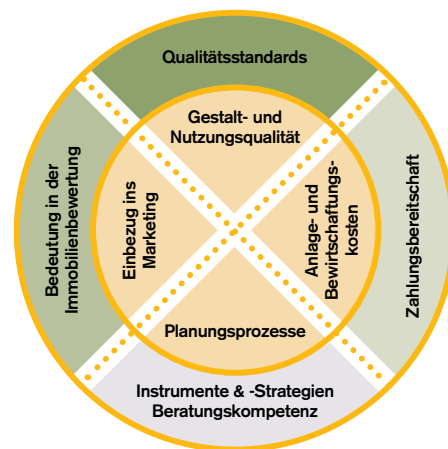 Qualitätsstandards
Gestalt- und
Nutzungsqualität
Bedeutung in der
Immobilienbewertung
Einbezug ins
Marketing
Anlage- und
Bewirtschaftungs-
kosten
Zahlungsbereitschaft
Planungsprozesse
Instrumente & -Strategien
Beratungskompetenz